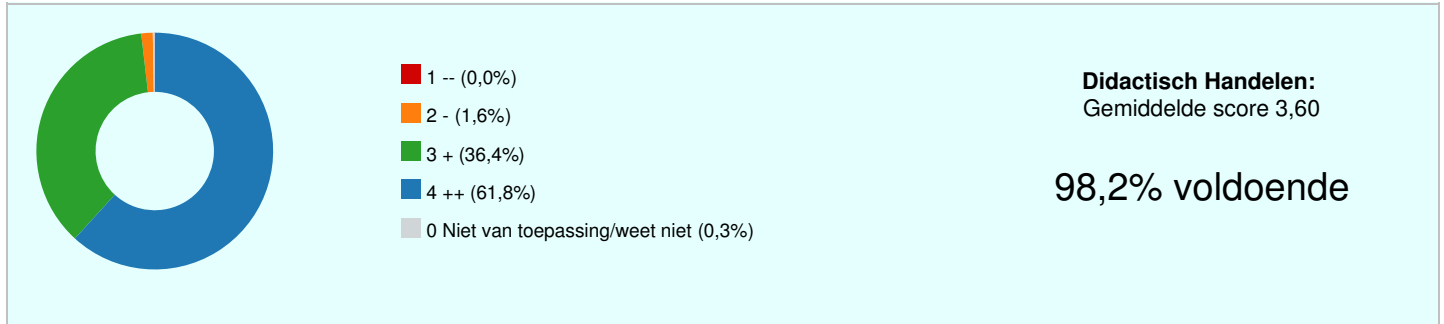 1 -- (0,0%)
2 - (1,6%)
3 + (36,4%)
4 ++ (61,8%)
0 Niet van toepassing/weet niet (0,3%)
Didactisch Handelen:
Gemiddelde score 3,60
98,2% voldoende